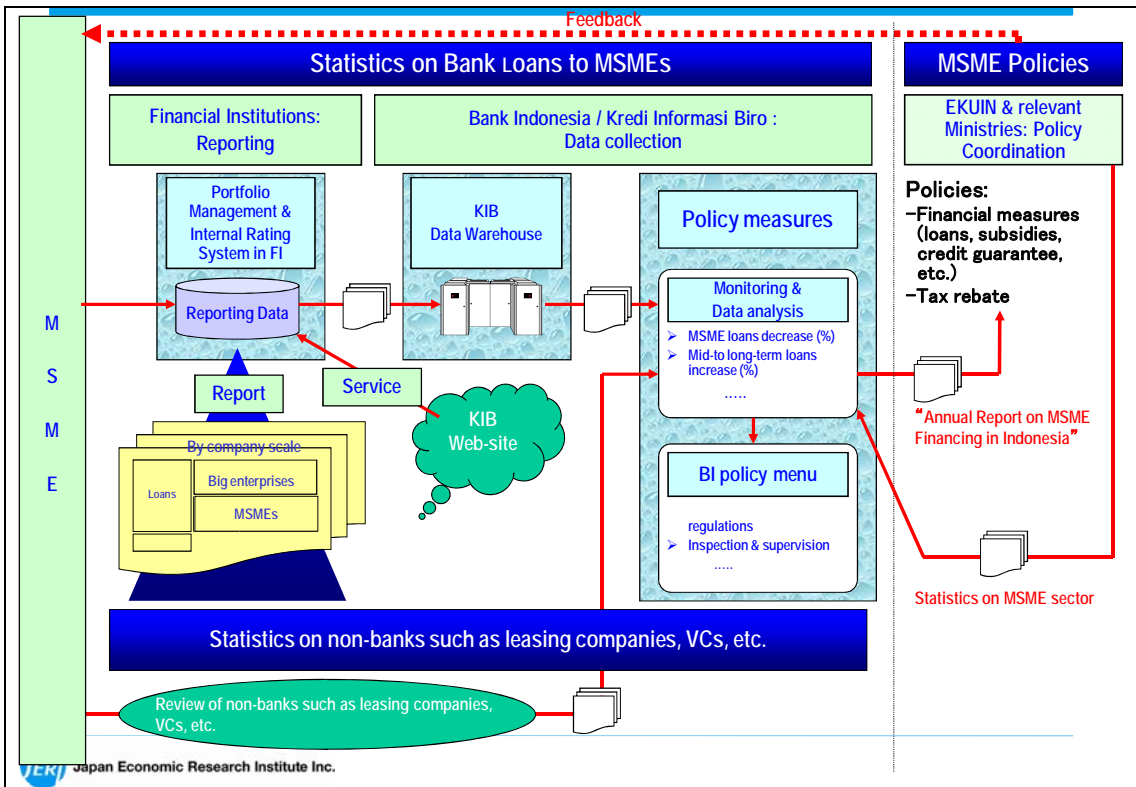 Feedback
Statistics on Bank Loans to MSMEs
MSME Policies
Financial Institutions:
Reporting
Bank Indonesia / Kredi Informasi Biro :
Data collection
EKUIN & relevant
Ministries: Policy
Coordination
Portfolio
Management &
Internal Rating
System in FI
KIB
Data Warehouse
Policy measures
Policies:
-Financial measures
(loans, subsidies,
credit guarantee,
etc.)
-Tax rebate
Reporting Data
Monitoring &
Data analysis
➢ MSME loans decrease (%)
➢ Mid-to long-term loans
increase (%)
.....
M
S
M
E
Report
Service
KIB
Web-site
"Annual Report on MSME
Financing in Indonesia"
By company scale
Loans
Big enterprises
MSMEs
BI policy menu
regulations
➢ Inspection & supervision
.....
Statistics on MSME sector
Statistics on non-banks such as leasing companies, VCs, etc.
Review of non-banks such as leasing companies,
VCs, etc.
JERI Japan Economic Research Institute Inc.